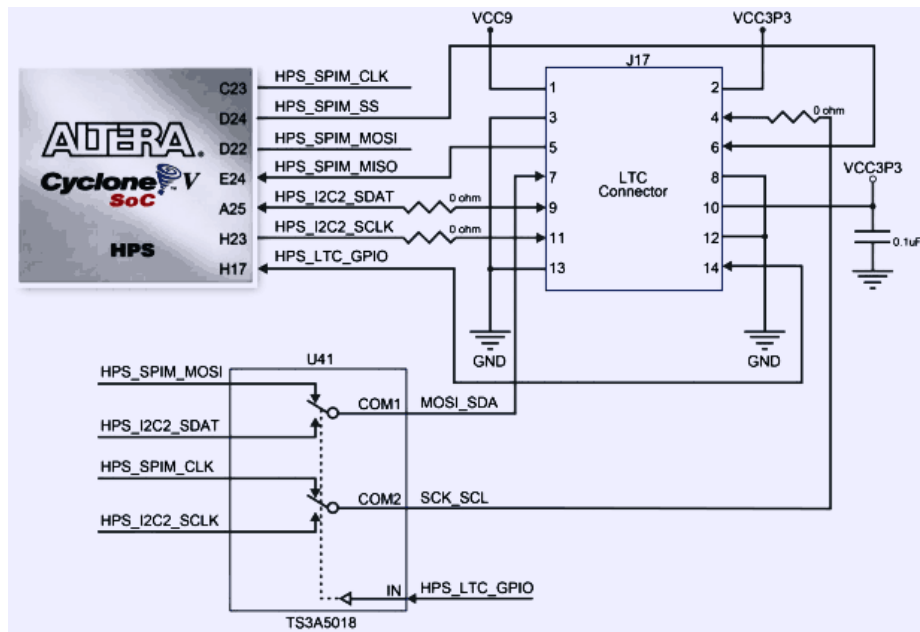 VCC9
VCC3P3
J17
C23 HPS_SPIM_CLK
1 2
D24 HPS_SPIM_SS
3 4 0 ohm
ALTERA.
D22 HPS_SPIM_MOSI
5 6
Cyclone V
SoC
E24 HPS_SPIM_MISO
7 8
LTC
Connector
VCC3P3
A25 HPS_I2C2_SDAT 0 ohm
9 10
HPS
H23 HPS_I2C2_SCLK 0 ohm
11 12
0.1uF
H17 HPS_LTC_GPIO
13 14
GND
GND
U41
HPS_SPIM_MOSI
COM1 MOSI_SDA
HPS_I2C2_SDAT
HPS_SPIM_CLK
COM2 SCK_SCL
HPS_I2C2_SCLK
IN HPS_LTC_GPIO
TS3A5018